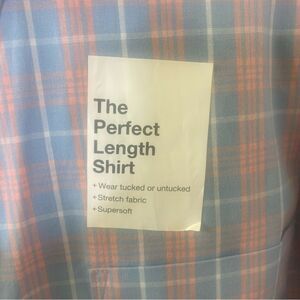 The
Perfect
Length
Shirt
+ Wear tucked or untucked
+ Stretch fabric
+ Supersoft